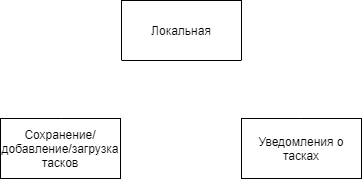 Локальная
Сохранение/
добавление/загрузка
тасков
Уведомления о
тасках